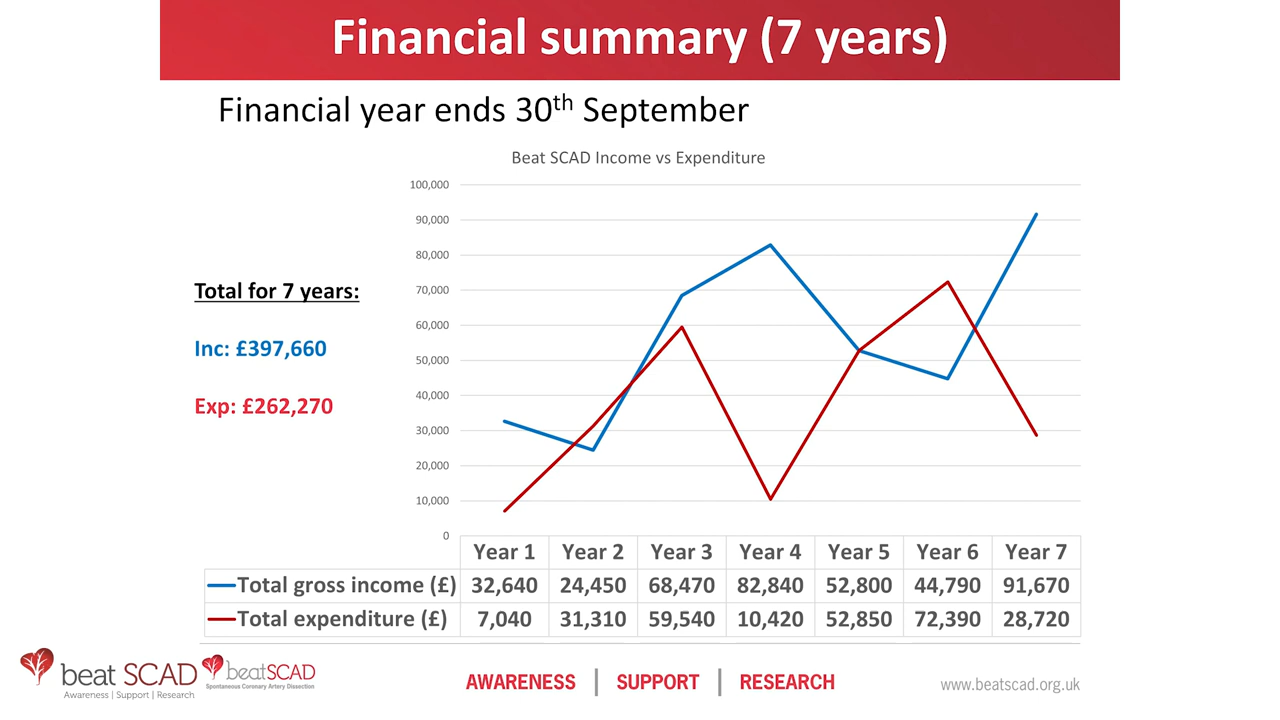 Financial summary (7 years)
Financial year ends 30th September
Beat SCAD Income vs Expenditure
100,000
90,000
80,000
70,000
60,000
50,000
40,000
30,000
20,000
10,000
0
Total for 7 years:
Inc: £397,660
Exp: £262,270
Year 1 Year 2 Year 3 Year 4 Year 5 Year 6 Year 7
Total gross income (£) 32,640 24,450 68,470 82,840 52,800 44,790 91,670
Total expenditure (£) 7,040 31,310 59,540 10,420 52,850 72,390 28,720
beat SCAD
Awareness | Support | Research
beatSCAD
Spontaneous Coronary Artery Dissection
AWARENESS | SUPPORT | RESEARCH
www.beatscad.org.uk